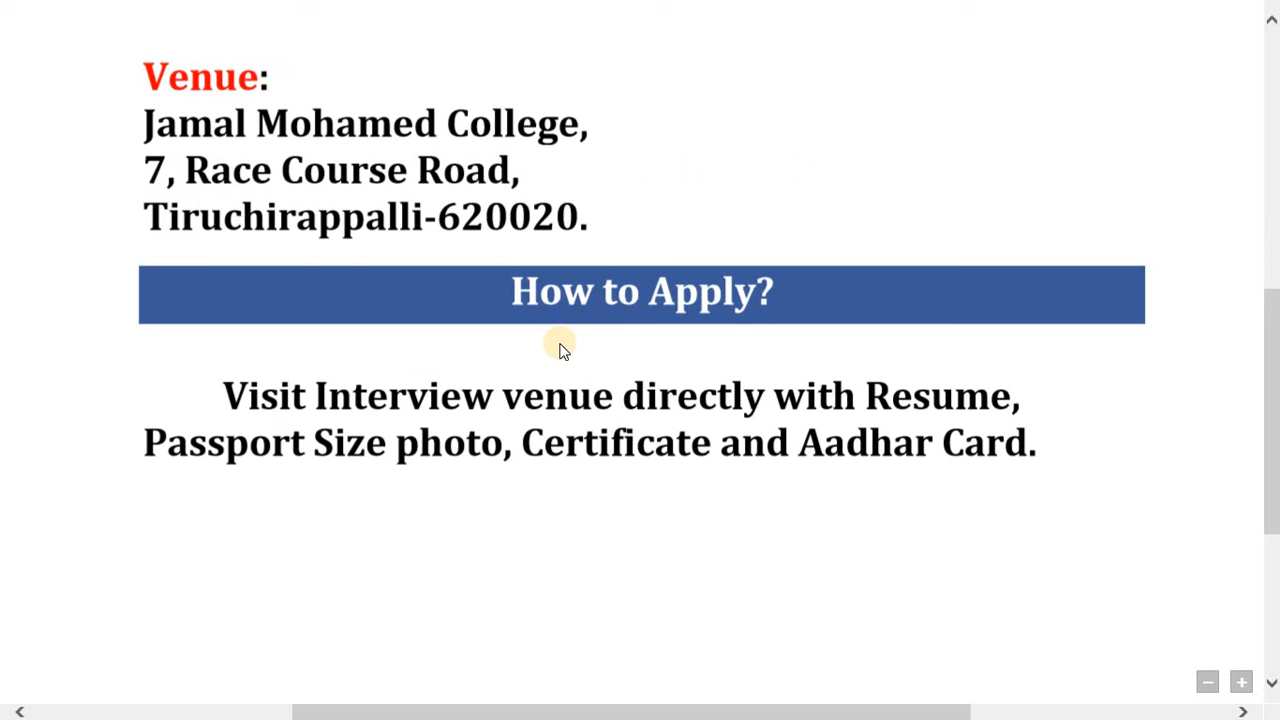 Venue:
Jamal Mohamed College,
7, Race Course Road,
Tiruchirappalli-620020.
How to Apply?
Visit Interview venue directly with Resume,
Passport Size photo, Certificate and Aadhar Card.